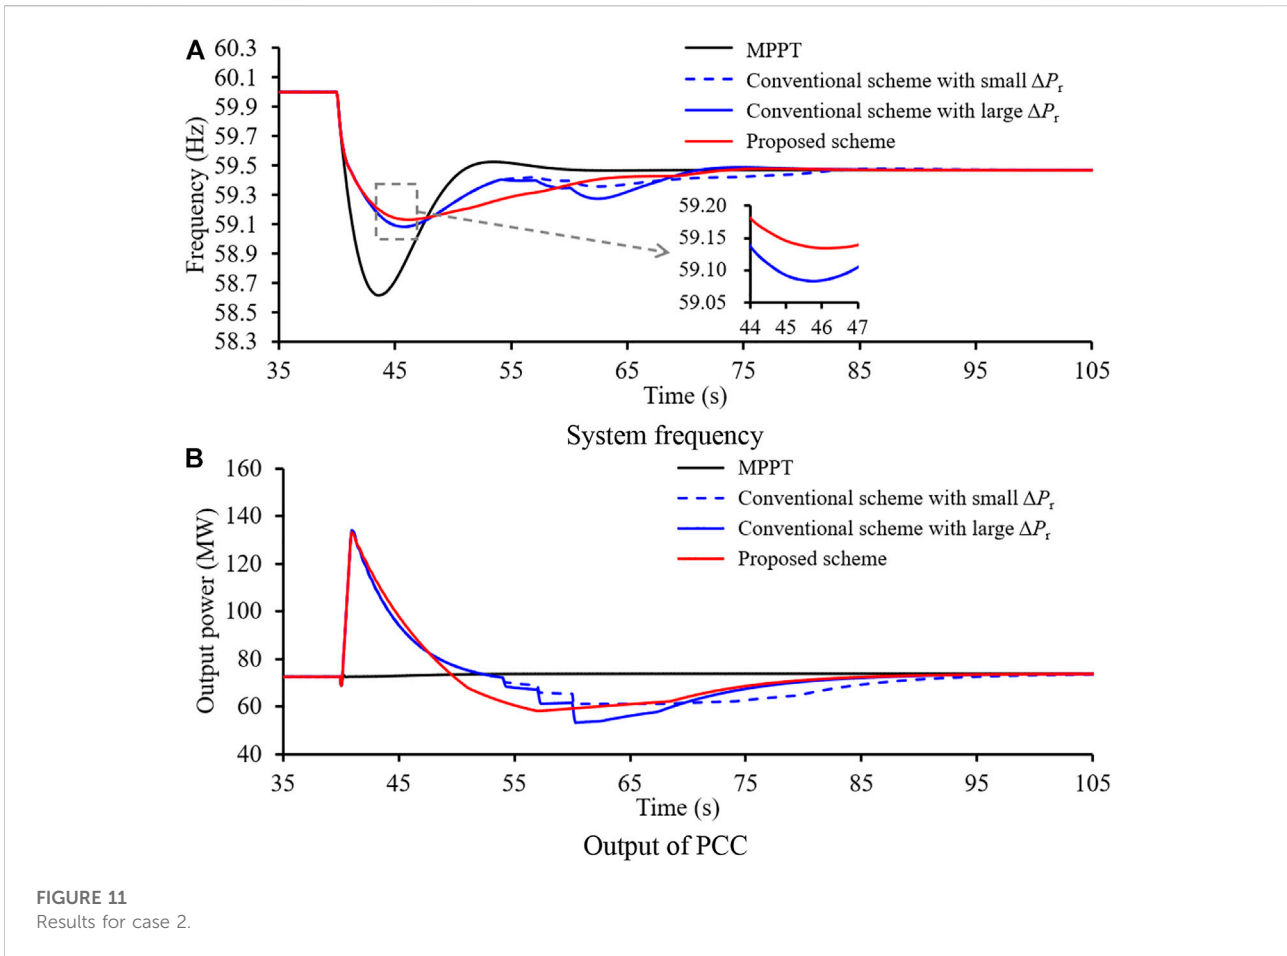 A
60.3
60.1
59.9
59.7
59.5
59.3
59.1
58.9
58.7
58.5
58.3
Frequency (Hz)
MPPT
Conventional scheme with small ΔPr
Conventional scheme with large ΔPr
Proposed scheme
59.20
59.15
59.10
59.05
44 45 46 47
35 45 55 65 75 85 95 105
Time (s)
System frequency
B
160
140
120
100
80
60
40
Output power (MW)
MPPT
Conventional scheme with small ΔPr
Conventional scheme with large ΔPr
Proposed scheme
35 45 55 65 75 85 95 105
Time (s)
Output of PCC
FIGURE 11
Results for case 2.